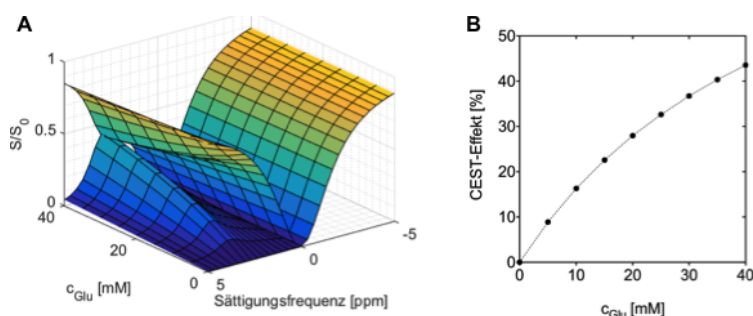 A
1
0.5
0
S/S0
40
20
0
cGlu [mM]
5
0
-5
Sättigungsfrequenz [ppm]
B
50
40
30
20
10
0
CEST-Effekt [%]
0 10 20 30 40
cGlu [mM]